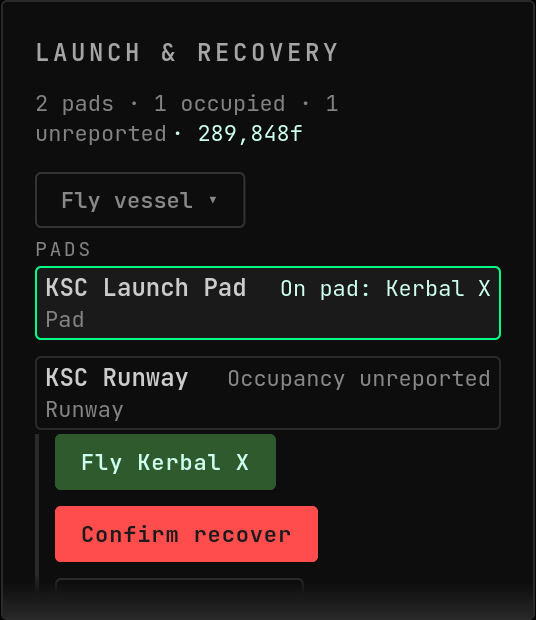 LAUNCH & RECOVERY
2 pads · 1 occupied · 1
unreported · 289,848f
Fly vessel ▾
PADS
KSC Launch Pad On pad: Kerbal X
Pad
KSC Runway Occupancy unreported
Runway
Fly Kerbal X
Confirm recover